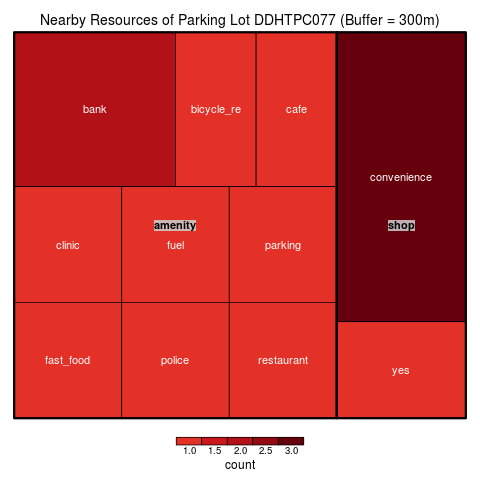 Nearby Resources of Parking Lot DDHTPC077 (Buffer = 300m)
bank
bicycle_re
cafe
convenience
clinic
amenity
fuel
parking
shop
fast_food
police
restaurant
yes
1.0 1.5 2.0 2.5 3.0
count